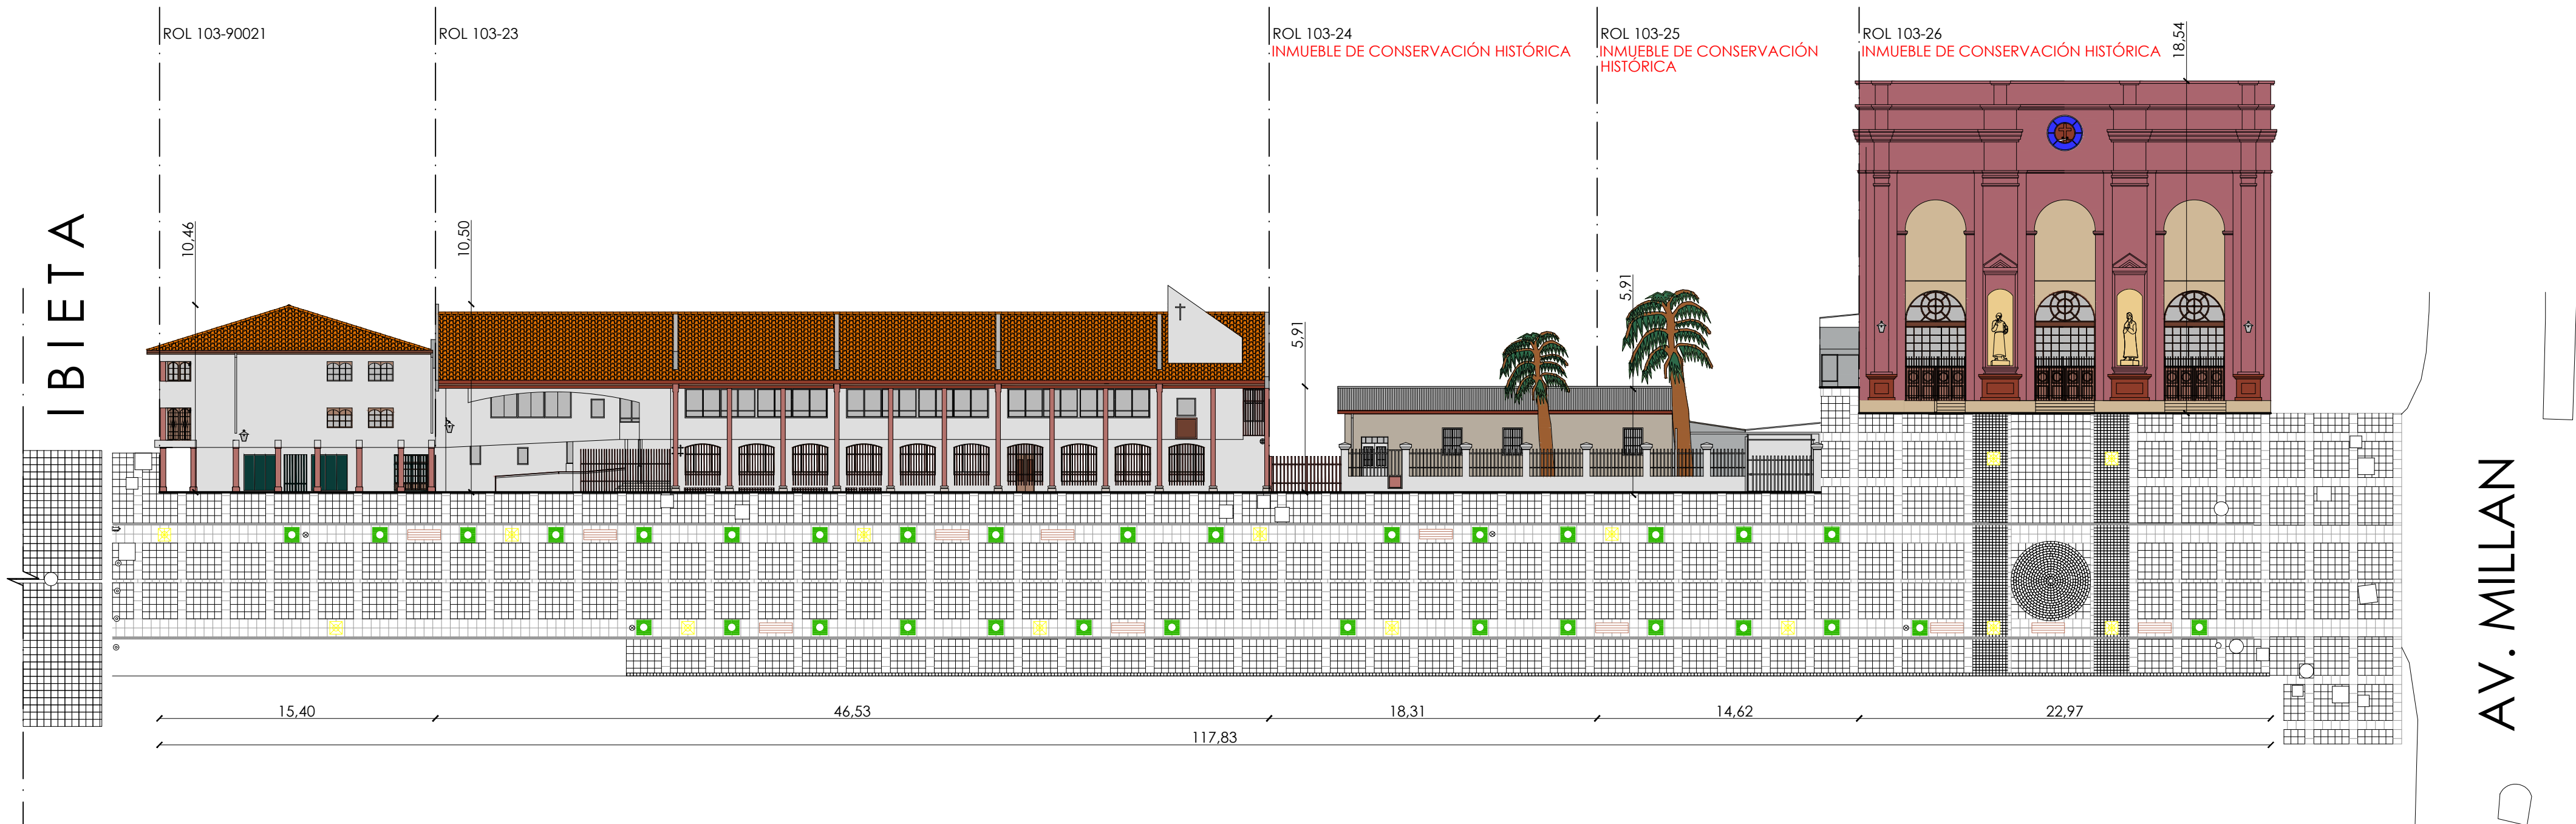 ROL 103-90021
ROL 103-23
ROL 103-24
INMUEBLE DE CONSERVACIÓN HISTÓRICA
ROL 103-25
INMUEBLE DE CONSERVACIÓN
HISTÓRICA
ROL 103-26
INMUEBLE DE CONSERVACIÓN HISTÓRICA
18,54
10,46
10,50
5,91
5,91
IBIETA
AV. MILLAN
15,40
46,53
18,31
14,62
22,97
117,83